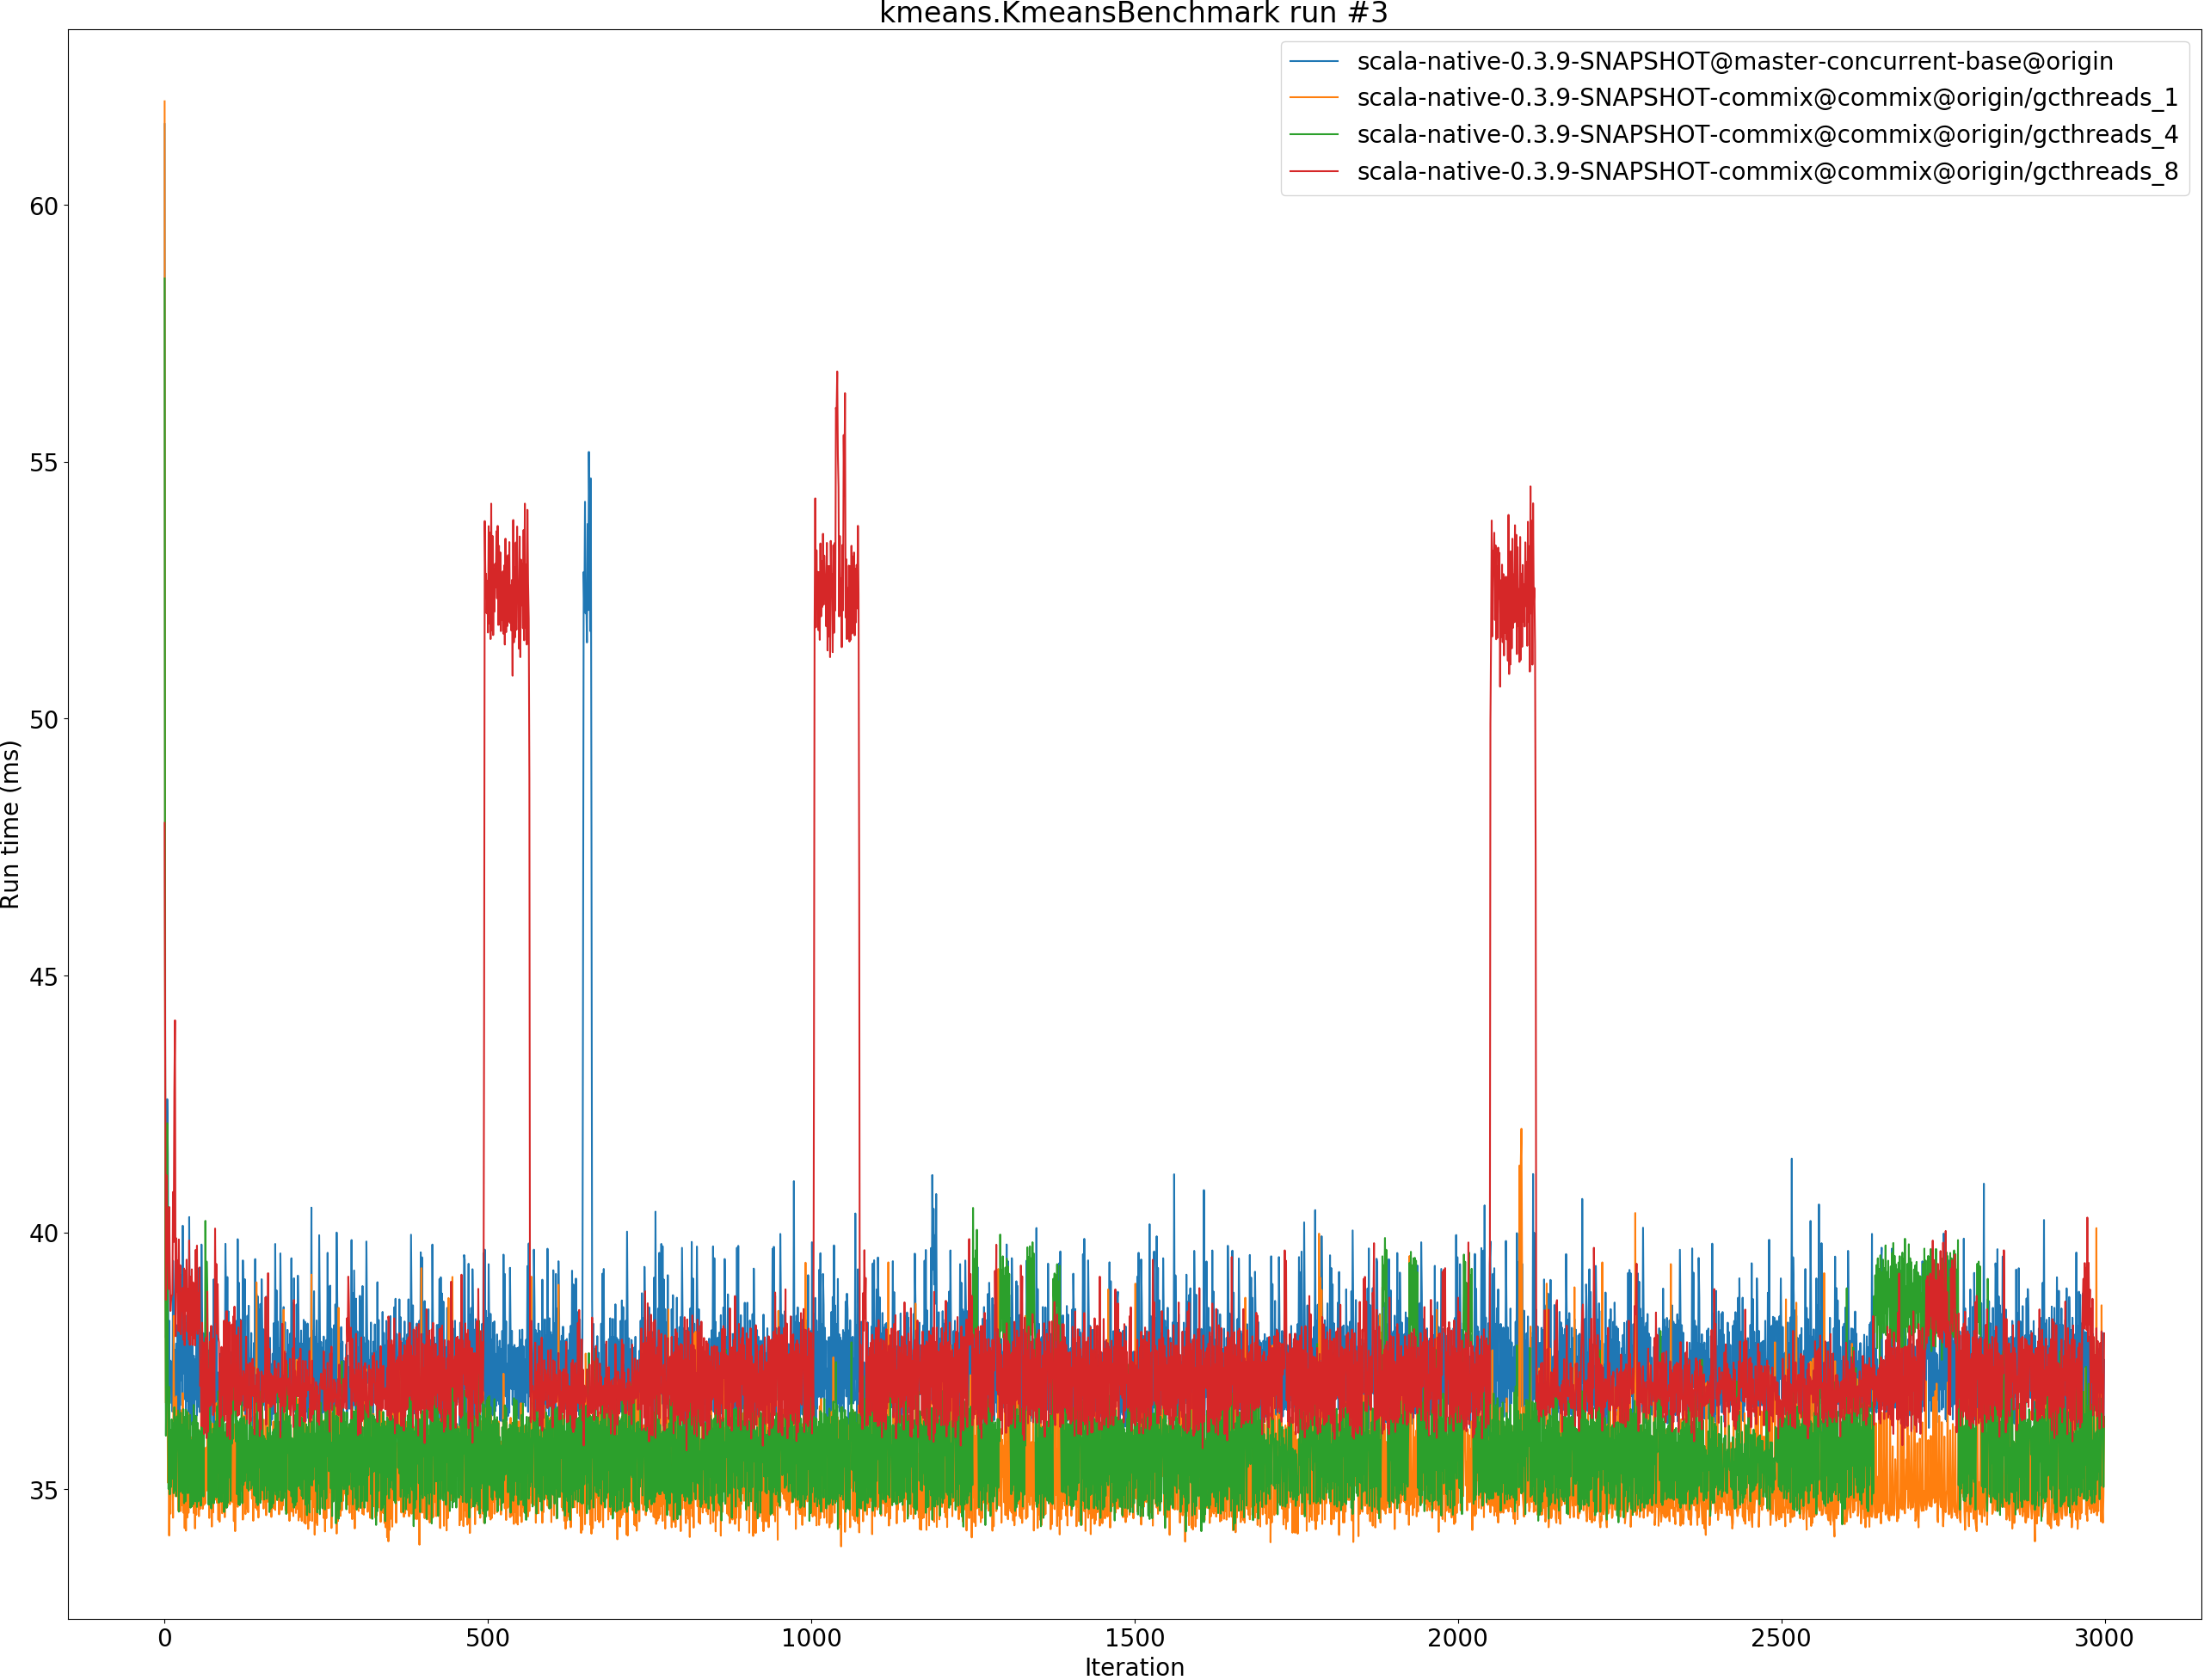 kmeans.KmeansBenchmark run #3
scala-native-0.3.9-SNAPSHOT@master-concurrent-base@origin
scala-native-0.3.9-SNAPSHOT-commix@commix@origin/gcthreads_1
scala-native-0.3.9-SNAPSHOT-commix@commix@origin/gcthreads_4
scala-native-0.3.9-SNAPSHOT-commix@commix@origin/gcthreads_8
60
55
50
45
40
35
Run time (ms)
0 500 1000 1500 2000 2500 3000
Iteration